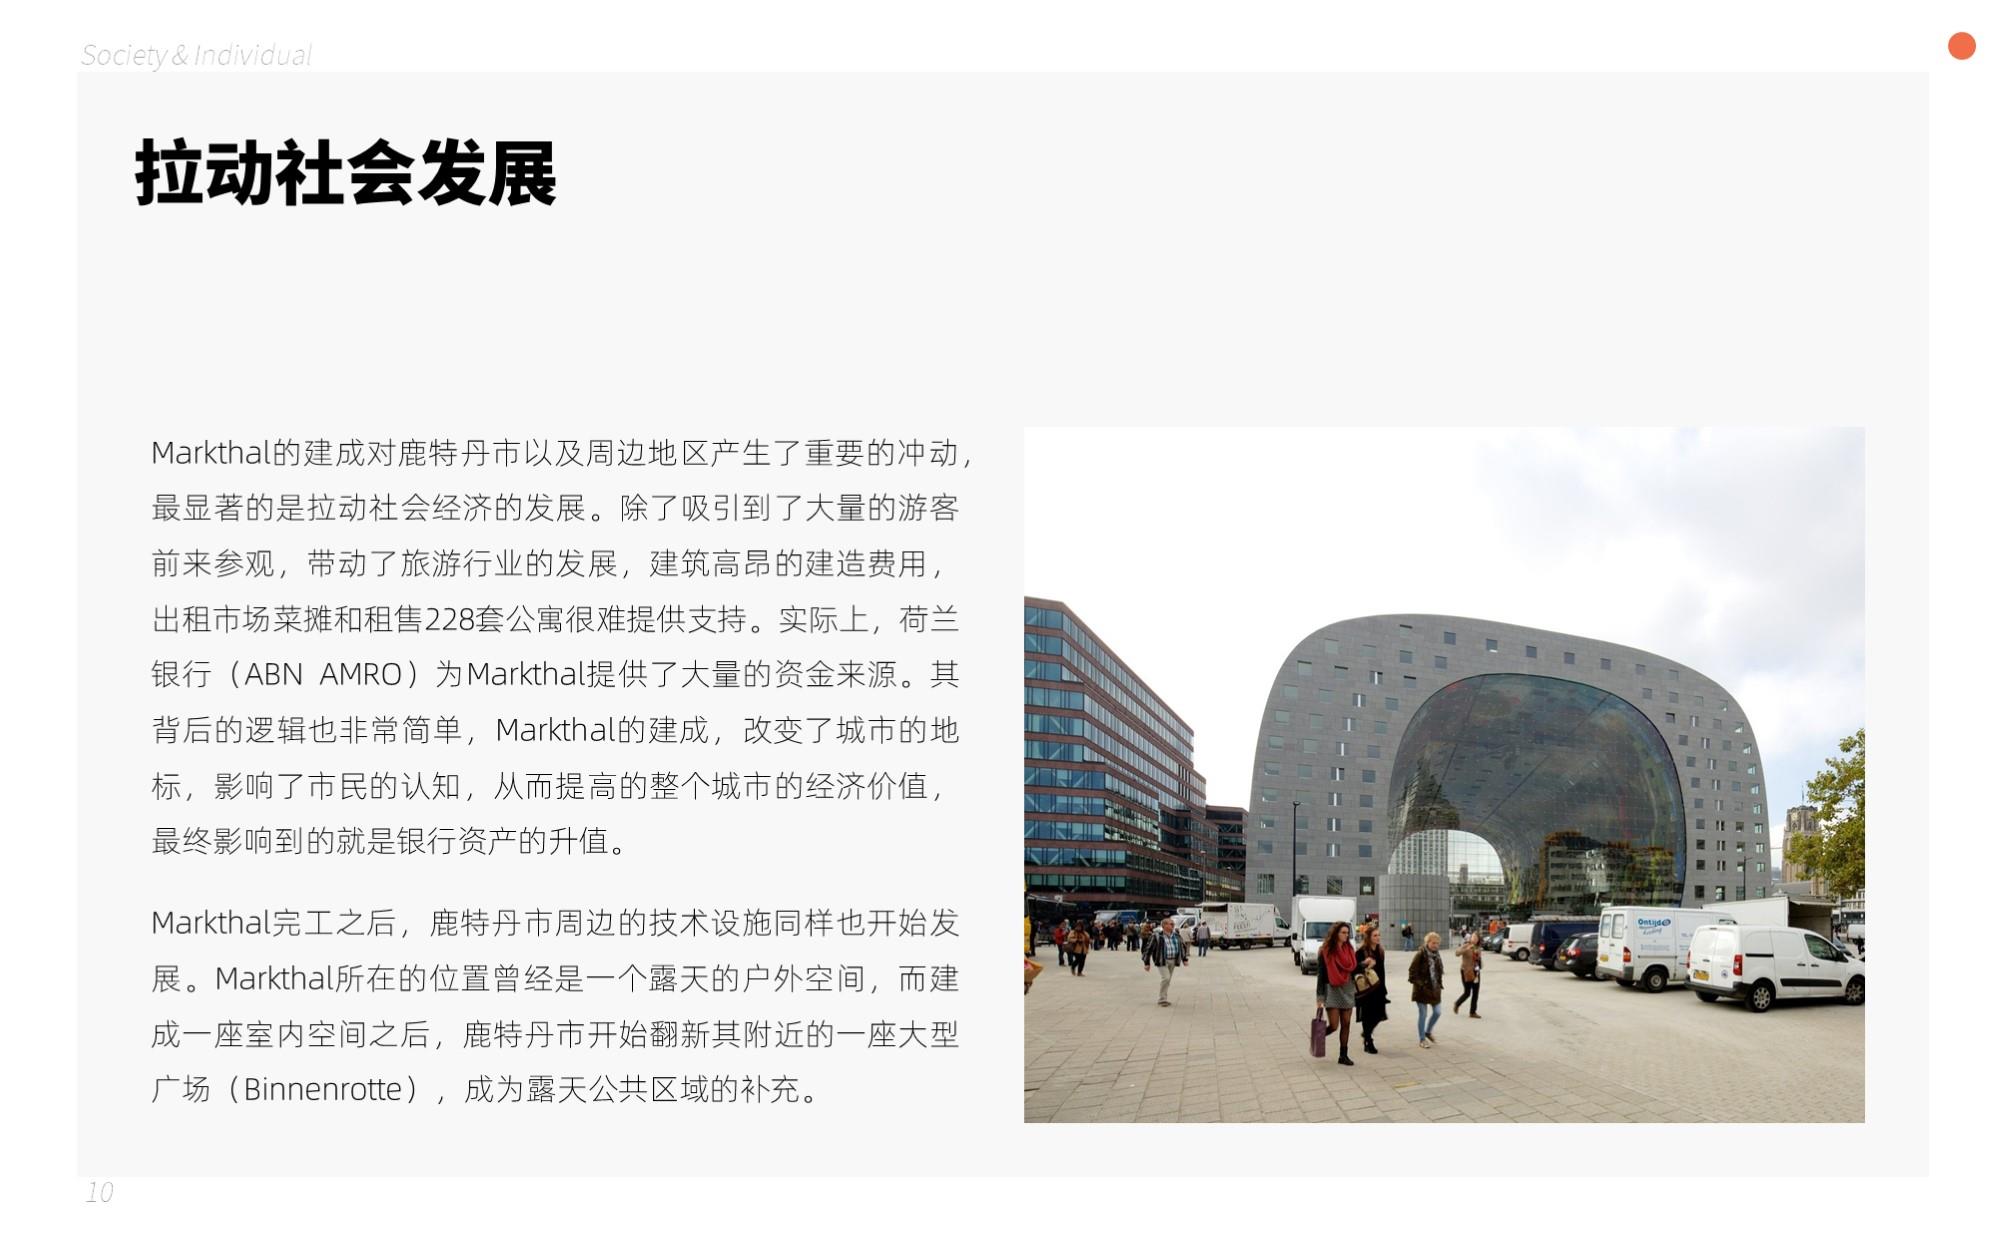 Society & Individual
拉动社会发展
Markthal的建成对鹿特丹市以及周边地区产生了重要的冲动，
最显著的是拉动社会经济的发展。除了吸引到了大量的游客
前来参观，带动了旅游行业的发展，建筑高昂的建造费用，
出租市场菜摊和租售228套公寓很难提供支持。实际上，荷兰
银行（ABN AMRO）为Markthal提供了大量的资金来源。其
背后的逻辑也非常简单，Markthal的建成，改变了城市的地
标，影响了市民的认知，从而提高的整个城市的经济价值，
最终影响到的就是银行资产的升值。
Markthal完工之后，鹿特丹市周边的技术设施同样也开始发
展。Markthal所在的位置曾经是一个露天的户外空间，而建
成一座室内空间之后，鹿特丹市开始翻新其附近的一座大型
广场（Binnenrotte），成为露天公共区域的补充。
Ontijd
10